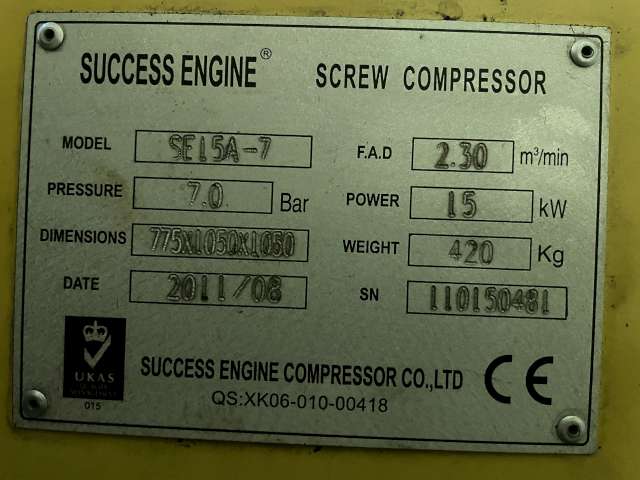 SUCCESS ENGINE® SCREW COMPRESSOR
MODEL SE15A-7 F.A.D 2.30 m³/min
PRESSURE 7.0 Bar POWER 15 kW
DIMENSIONS 775X1050X1050 WEIGHT 420 Kg
DATE 2011/08 SN 110150481
UKAS
015
SUCCESS ENGINE COMPRESSOR CO.,LTD CE
QS:XK06-010-00418